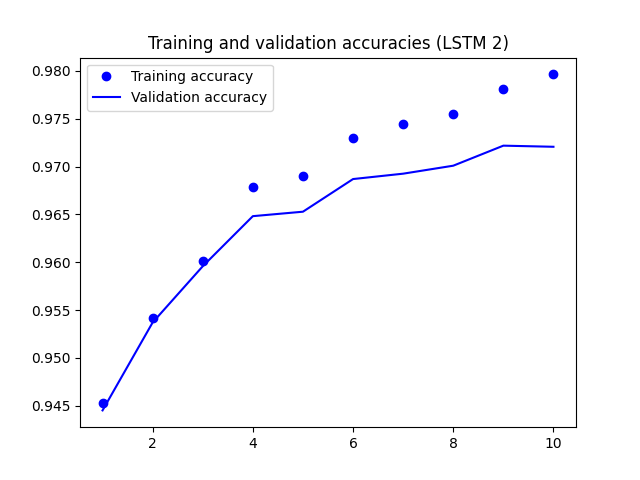 Training and validation accuracies (LSTM 2)
Training accuracy
Validation accuracy
0.980
0.975
0.970
0.965
0.960
0.955
0.950
0.945
2 4 6 8 10